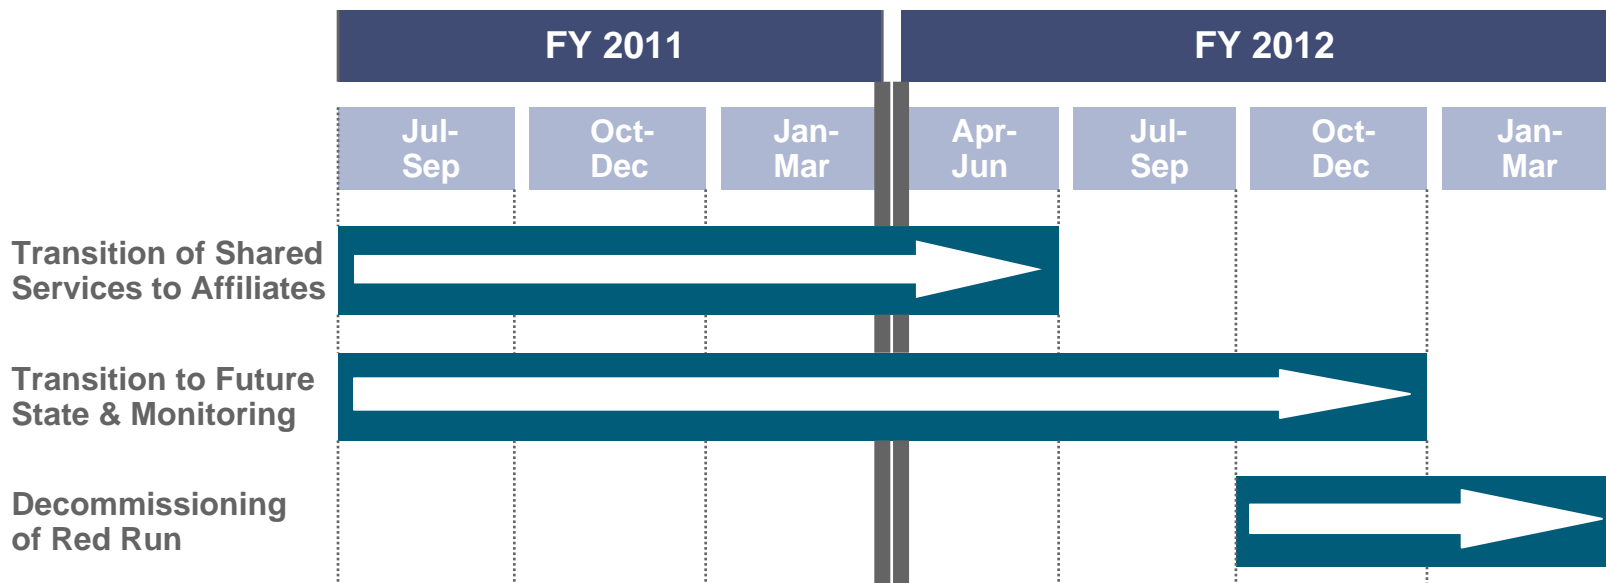 FY 2011
FY 2012
Jul-
Sep
Oct-
Dec
Jan-
Mar
Apr-
Jun
Jul-
Sep
Oct-
Dec
Jan-
Mar
Transition of Shared
Services to Affiliates
Transition to Future
State & Monitoring
Decommissioning
of Red Run